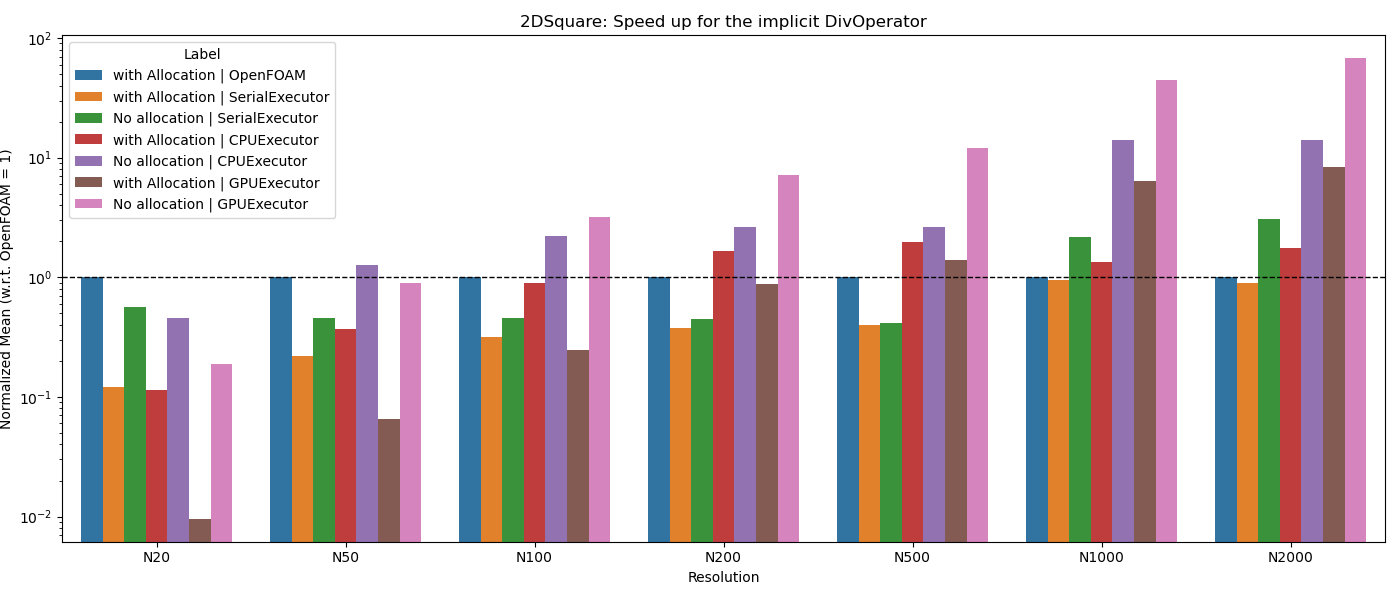 2DSquare: Speed up for the implicit DivOperator
10²
10¹
10⁰
10⁻¹
10⁻²
Normalized Mean (w.r.t. OpenFOAM = 1)
Label
with Allocation | OpenFOAM
with Allocation | SerialExecutor
No allocation | SerialExecutor
with Allocation | CPUExecutor
No allocation | CPUExecutor
with Allocation | GPUExecutor
No allocation | GPUExecutor
N20 N50 N100 N200 N500 N1000 N2000
Resolution